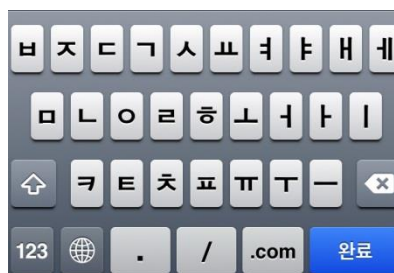 ㅂ ㅈ ㄷ ㄱ ㅅ ㅛ ㅕ ㅑ ㅐ ㅔ
ㅁ ㄴ ㅇ ㄹ ㅎ ㅗ ㅓ ㅏ ㅣ
ㅋ ㅌ ㅊ ㅍ ㅠ ㅜ ㅡ
123 . / .com 완료